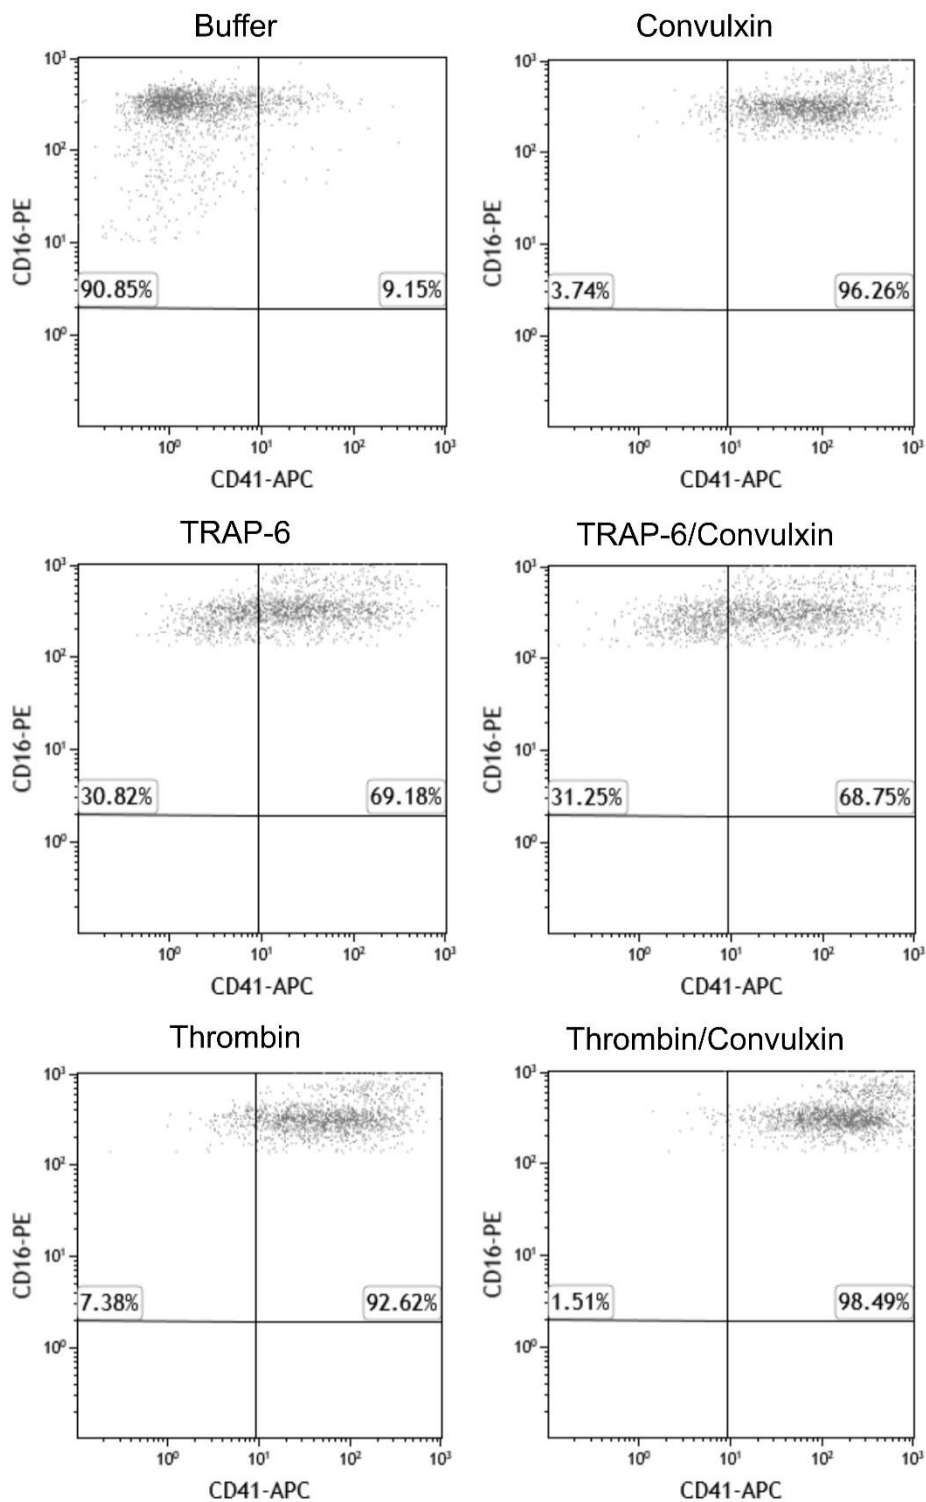 Buffer
Convulxin
10³
10²
10¹
10⁰
CD16-PE
90.85%
9.15%
10⁰ 10¹ 10² 10³
CD41-APC
10³
10²
10¹
10⁰
CD16-PE
3.74%
96.26%
10⁰ 10¹ 10² 10³
CD41-APC
TRAP-6
TRAP-6/Convulxin
10³
10²
10¹
10⁰
CD16-PE
30.82%
69.18%
10⁰ 10¹ 10² 10³
CD41-APC
10³
10²
10¹
10⁰
CD16-PE
31.25%
68.75%
10⁰ 10¹ 10² 10³
CD41-APC
Thrombin
Thrombin/Convulxin
10³
10²
10¹
10⁰
CD16-PE
7.38%
92.62%
10⁰ 10¹ 10² 10³
CD41-APC
10³
10²
10¹
10⁰
CD16-PE
1.51%
98.49%
10⁰ 10¹ 10² 10³
CD41-APC